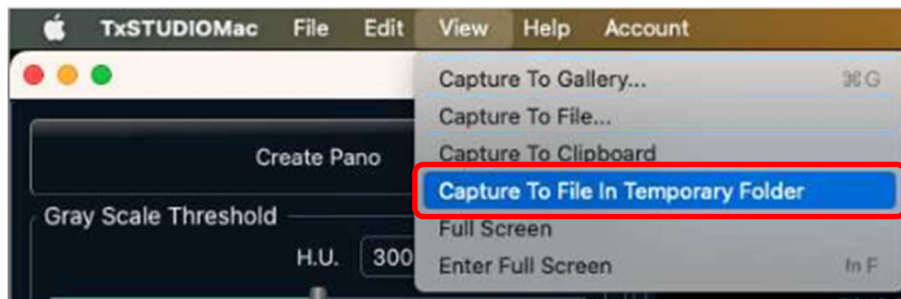 TxSTUDIOMac File Edit View Help Account
Capture To Gallery... ⌘G
Capture To File...
Create Pano
Capture To Clipboard
Capture To File In Temporary Folder
Gray Scale Threshold
Full Screen
H.U. 300
Enter Full Screen fn F